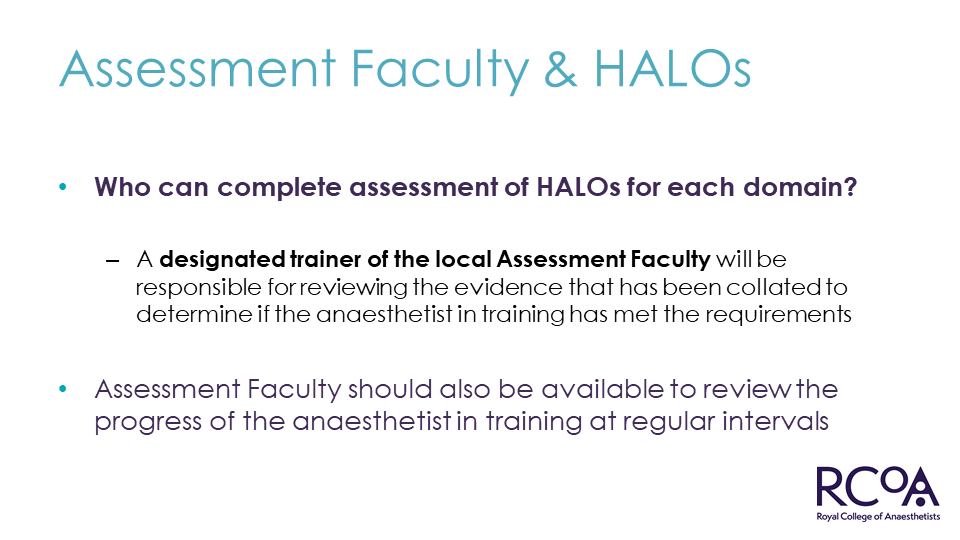 Assessment Faculty & HALOs
• Who can complete assessment of HALOs for each domain?
– A designated trainer of the local Assessment Faculty will be
responsible for reviewing the evidence that has been collated to
determine if the anaesthetist in training has met the requirements
• Assessment Faculty should also be available to review the
progress of the anaesthetist in training at regular intervals
RCoA
Royal College of Anaesthetists